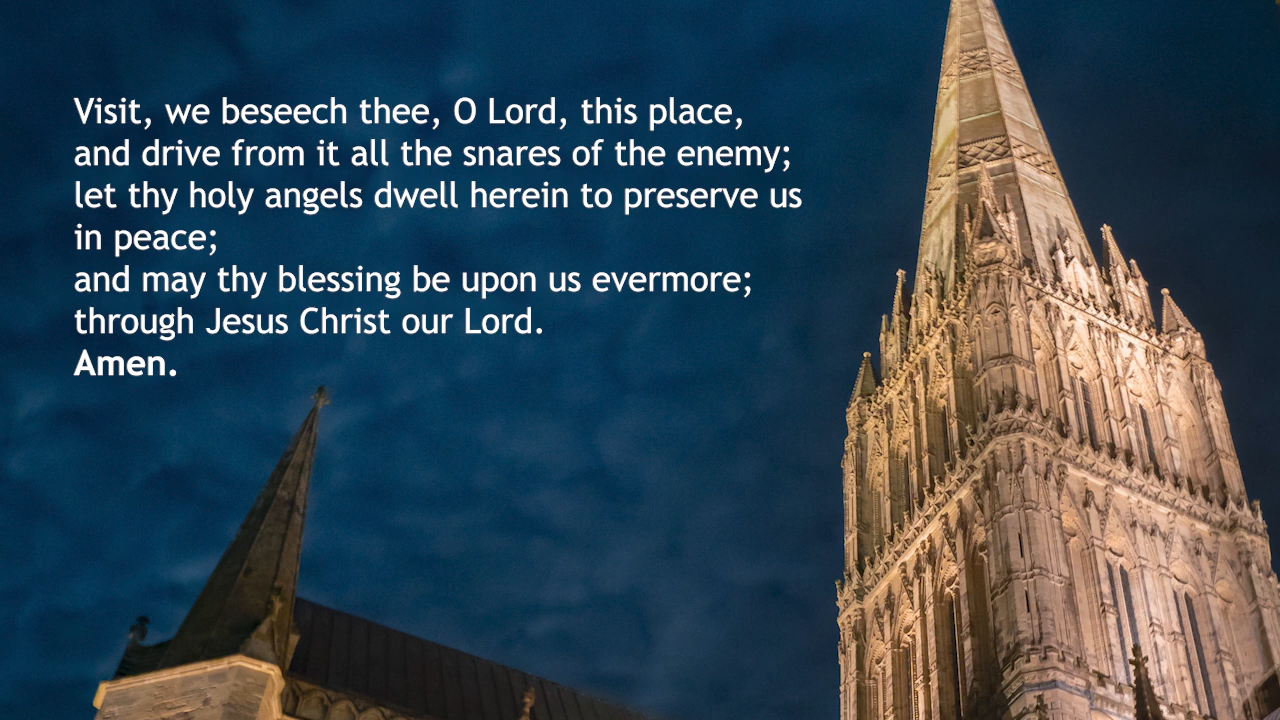 Visit, we beseech thee, O Lord, this place,
and drive from it all the snares of the enemy;
let thy holy angels dwell herein to preserve us
in peace;
and may thy blessing be upon us evermore;
through Jesus Christ our Lord.
Amen.